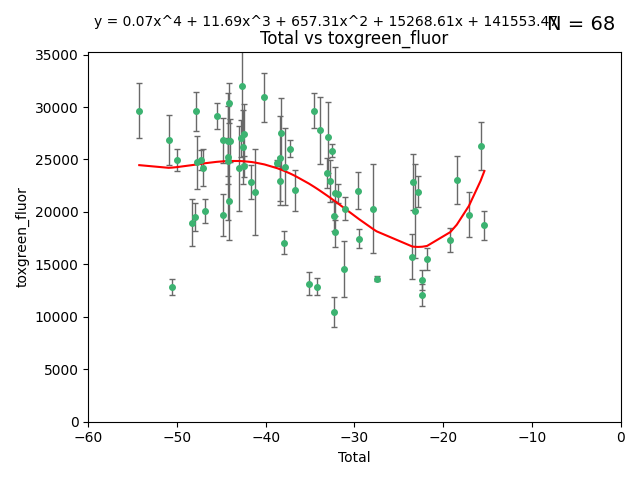 y = 0.07x^4 + 11.69x^3 + 657.31x^2 + 15268.61x + 141553.47
N = 68
Total vs toxgreen_fluor
35000
30000
25000
20000
15000
10000
5000
0
toxgreen_fluor
−60 −50 −40 −30 −20 −10 0
Total